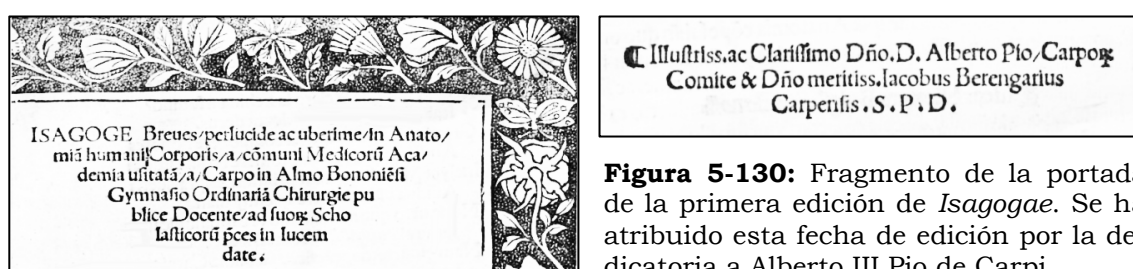 ISAGOGE Breues/perlucide ac uberime/in Anato/
miā humani Corporis/a/cōmuni Medicorū Aca/
demia usitatā/a/Carpo in Almo Bononiēsi
Gymnasio Ordinariā Chirurgie pu
blice Docente/ad suoꝝ Scho
lasticorū p̄ces in lucem
date.
¶ Illustriss.ac Clarissimo Dño.D. Alberto Pio/Carpoꝝ
Comite & Dño meritiss.Iacobus Berengarius
Carpensis.S.P.D.
Figura 5-130: Fragmento de la portada
de la primera edición de Isagogae. Se ha
atribuido esta fecha de edición por la de-
dicatoria a Alberto III Pio de Carpi